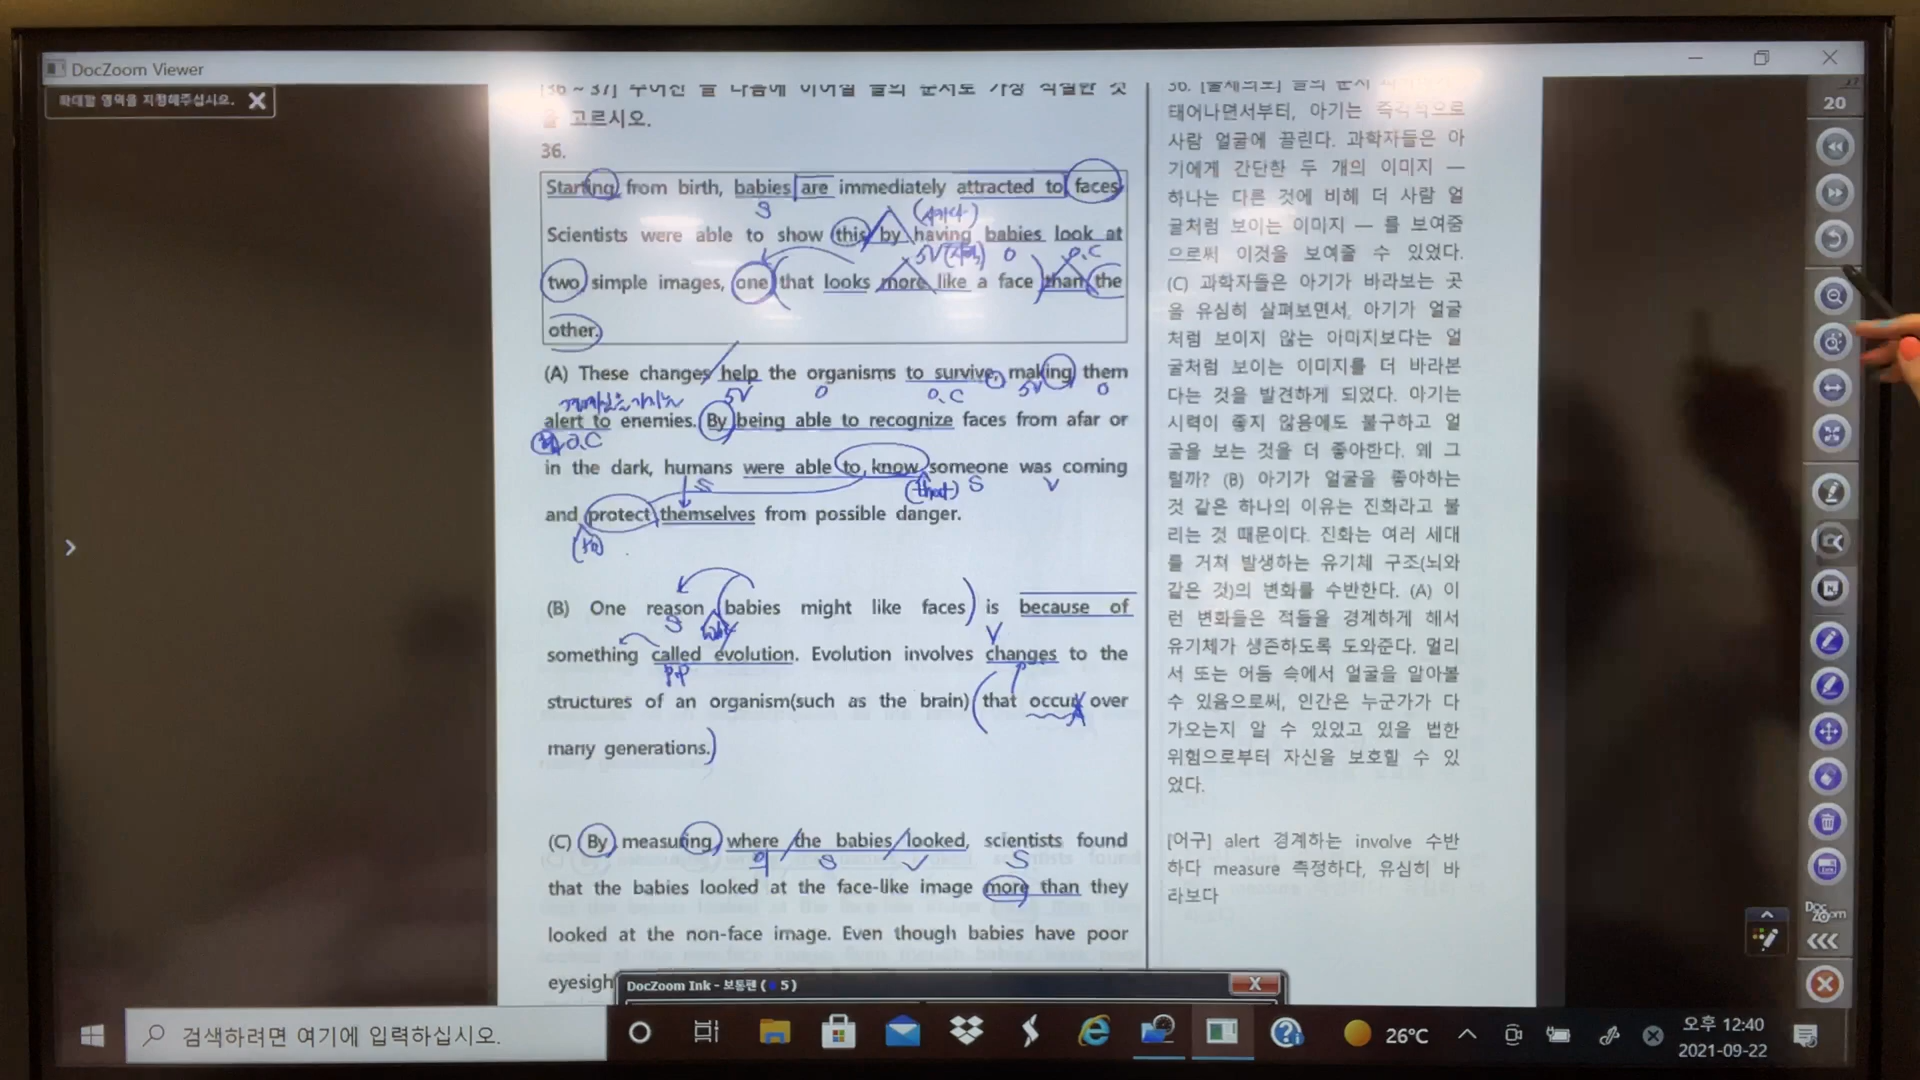 DocZoom Viewer
확대할 영역을 지정해주십시오.
[36 ~ 37] 주어진 글 다음에 이어질 글의 순서로 가장 적절한 것
을 고르시오.
36.
Starting from birth, babies are immediately attracted to faces
S
(시키다)
Scientists were able to show this by having babies look at
5V O O.C
two simple images, one that looks more like a face than the
other.
(A) These changes help the organisms to survive, making them
5V O O.C 5V O
alert to enemies. By being able to recognize faces from afar or
O.C
in the dark, humans were able to know someone was coming
S (that) S V
and protect themselves from possible danger.
(to)
(B) One reason babies might like faces is because of
S why V
something called evolution. Evolution involves changes to the
p.p
structures of an organism(such as the brain) that occur over
many generations.
(C) By measuring where the babies looked, scientists found
의 S V S
that the babies looked at the face-like image more than they
looked at the non-face image. Even though babies have poor
eyesigh
태어나면서부터, 아기는 즉각적으로
사람 얼굴에 끌린다. 과학자들은 아
기에게 간단한 두 개의 이미지 —
하나는 다른 것에 비해 더 사람 얼
굴처럼 보이는 이미지 — 를 보여줌
으로써 이것을 보여줄 수 있었다.
(C) 과학자들은 아기가 바라보는 곳
을 유심히 살펴보면서, 아기가 얼굴
처럼 보이지 않는 이미지보다는 얼
굴처럼 보이는 이미지를 더 바라본
다는 것을 발견하게 되었다. 아기는
시력이 좋지 않음에도 불구하고 얼
굴을 보는 것을 더 좋아한다. 왜 그
럴까? (B) 아기가 얼굴을 좋아하는
것 같은 하나의 이유는 진화라고 불
리는 것 때문이다. 진화는 여러 세대
를 거쳐 발생하는 유기체 구조(뇌와
같은 것)의 변화를 수반한다. (A) 이
런 변화들은 적들을 경계하게 해서
유기체가 생존하도록 도와준다. 멀리
서 또는 어둠 속에서 얼굴을 알아볼
수 있음으로써, 인간은 누군가가 다
가오는지 알 수 있었고 있을 법한
위험으로부터 자신을 보호할 수 있
었다.
[어구] alert 경계하는 involve 수반
하다 measure 측정하다, 유심히 바
라보다
20
Doc
Zoom
DocZoom Ink - 보통펜 ( 5 )
검색하려면 여기에 입력하십시오.
26°C
오후 12:40
2021-09-22